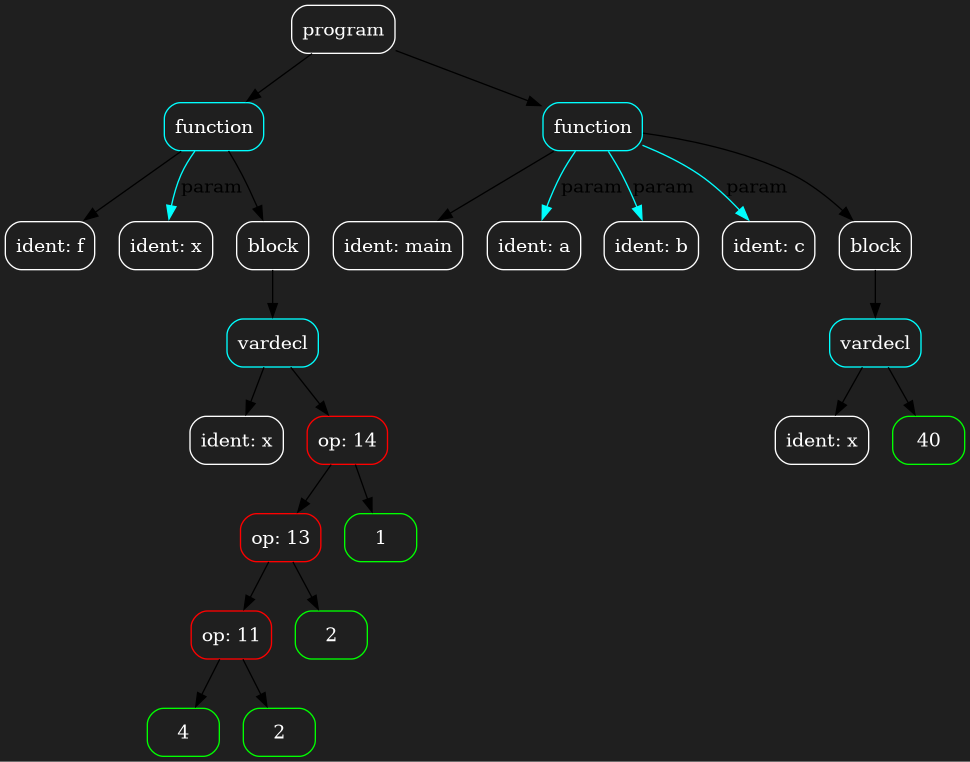 program
function
function
param
param
param
param
ident: f
ident: x
block
ident: main
ident: a
ident: b
ident: c
block
vardecl
vardecl
ident: x
op: 14
ident: x
40
op: 13
1
op: 11
2
4
2